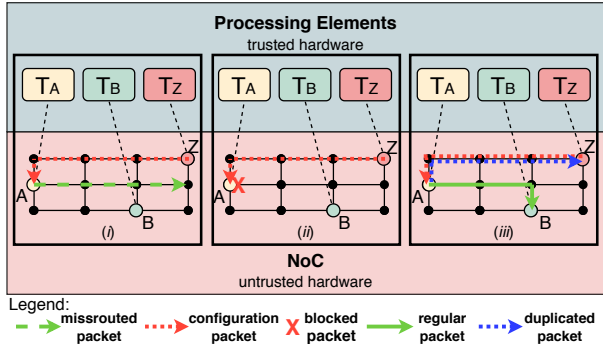 Processing Elements
trusted hardware
TA TB TZ TA TB TZ TA TB TZ
Z Z
A A A
B B B
(i) (ii) (iii)
NoC
untrusted hardware
Legend:
missrouted packet
configuration packet
X blocked packet
regular packet
duplicated packet